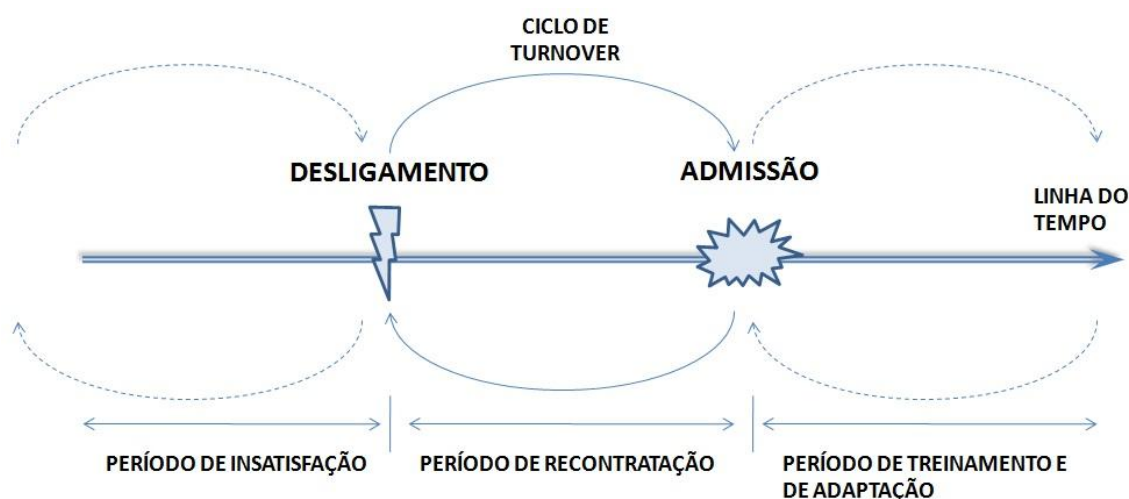 CICLO DE
TURNOVER
DESLIGAMENTO
ADMISSÃO
LINHA DO
TEMPO
PERÍODO DE INSATISFAÇÃO
PERÍODO DE RECONTRATAÇÃO
PERÍODO DE TREINAMENTO E
DE ADAPTAÇÃO